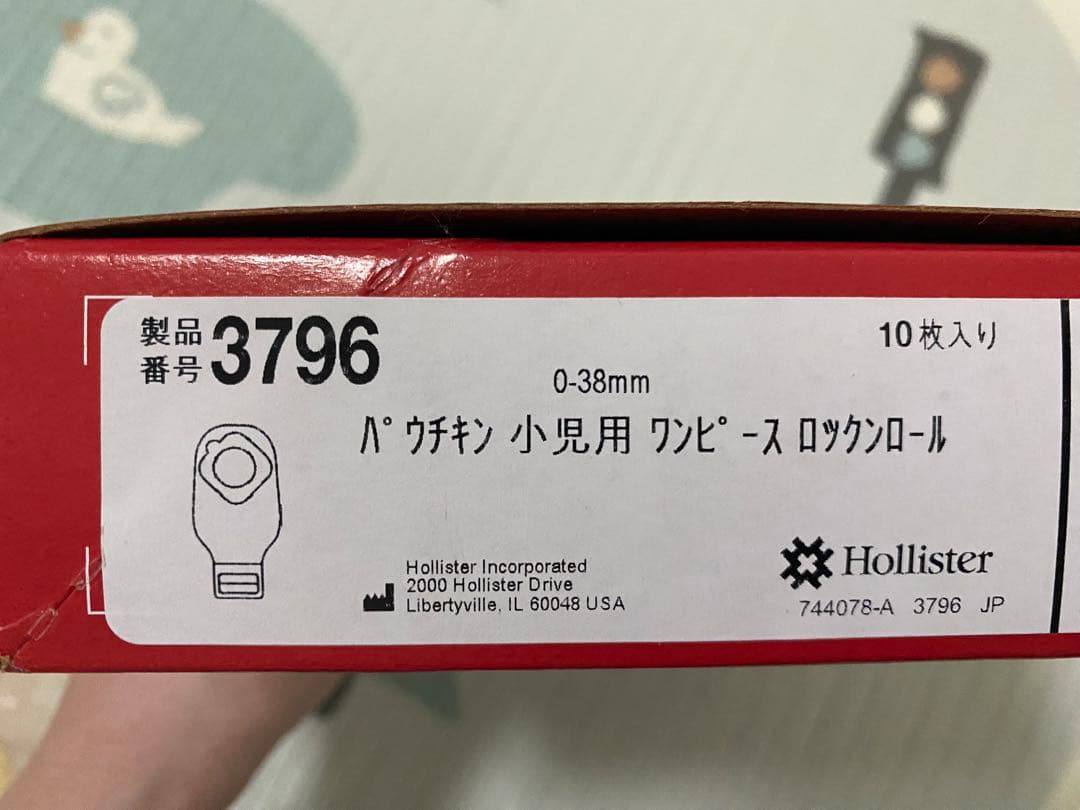 製品番号 3796
10枚入り
0-38mm
ﾊﾟｳﾁｷﾝ 小児用 ﾜﾝﾋﾟｰｽ ﾛｯｸﾝﾛｰﾙ
Hollister Incorporated
2000 Hollister Drive
Libertyville, IL 60048 USA
Hollister
744078-A 3796 JP